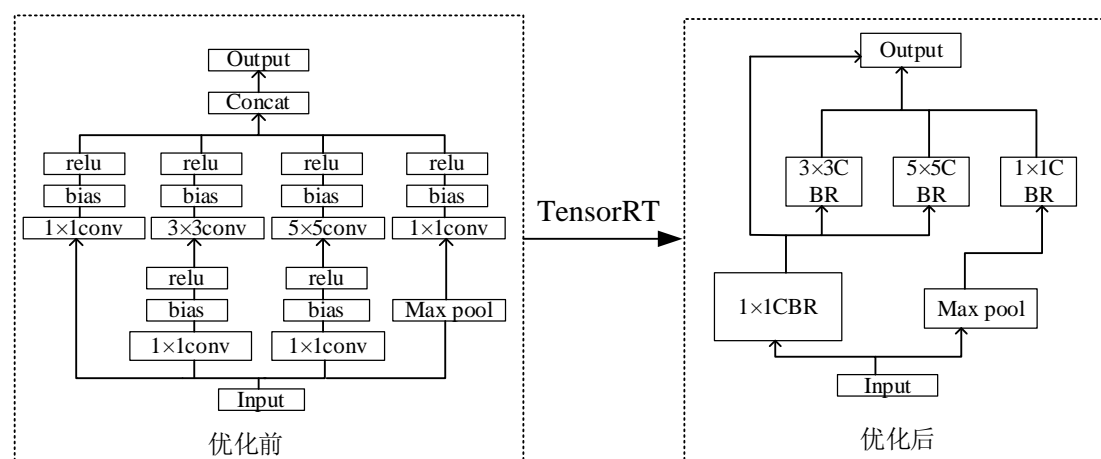 Output
Concat
relu relu relu relu
bias bias bias bias
1×1conv 3×3conv 5×5conv 1×1conv
relu relu
bias bias Max pool
1×1conv 1×1conv
Input
优化前
TensorRT
Output
3×3C 5×5C 1×1C
BR BR BR
1×1CBR Max pool
Input
优化后